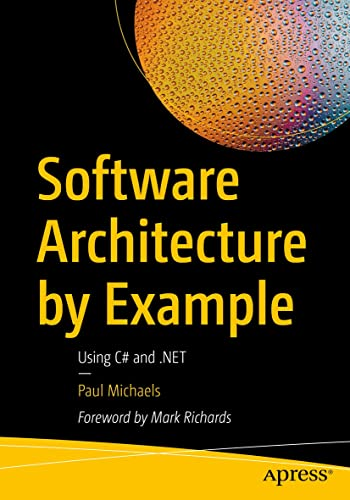 Software
Architecture
by Example
Using C# and .NET
—
Paul Michaels
Foreword by Mark Richards
Apress®